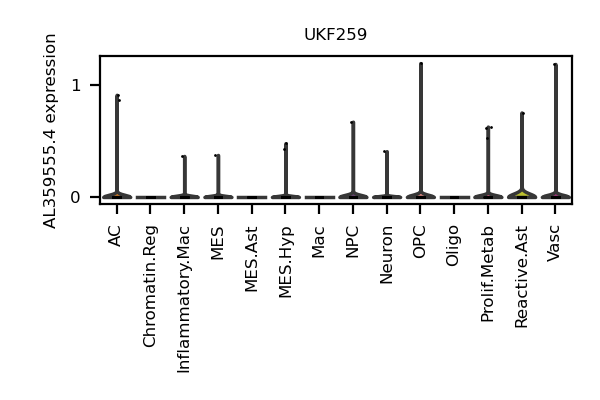 UKF259
AL359555.4 expression
1
0
AC
Chromatin.Reg
Inflammatory.Mac
MES
MES.Ast
MES.Hyp
Mac
NPC
Neuron
OPC
Oligo
Prolif.Metab
Reactive.Ast
Vasc